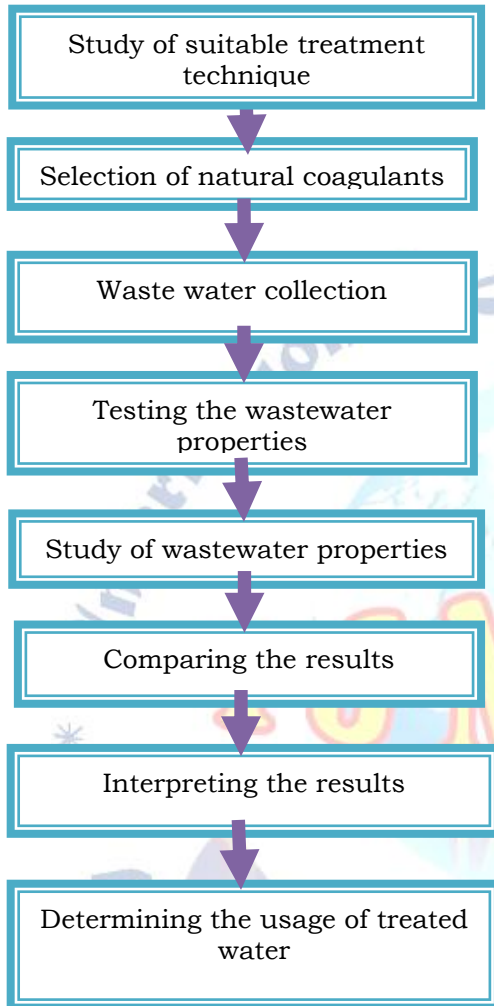 Study of suitable treatment
technique
Selection of natural coagulants
Waste water collection
Testing the wastewater
properties
Study of wastewater properties
Comparing the results
Interpreting the results
Determining the usage of treated
water